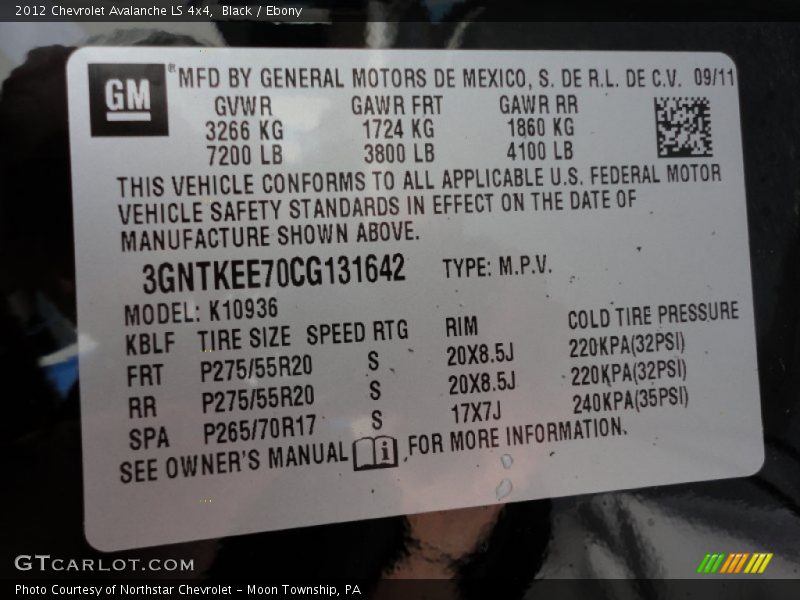 2012 Chevrolet Avalanche LS 4x4, Black / Ebony
GM ® MFD BY GENERAL MOTORS DE MEXICO, S. DE R.L. DE C.V. 09/11
GVWR GAWR FRT GAWR RR
3266 KG 1724 KG 1860 KG
7200 LB 3800 LB 4100 LB
THIS VEHICLE CONFORMS TO ALL APPLICABLE U.S. FEDERAL MOTOR
VEHICLE SAFETY STANDARDS IN EFFECT ON THE DATE OF
MANUFACTURE SHOWN ABOVE.
3GNTKEE70CG131642 TYPE: M.P.V.
MODEL: K10936
KBLF TIRE SIZE SPEED RTG RIM COLD TIRE PRESSURE
FRT P275/55R20 S 20X8.5J 220KPA(32PSI)
RR P275/55R20 S 20X8.5J 220KPA(32PSI)
SPA P265/70R17 S 17X7J 240KPA(35PSI)
SEE OWNER'S MANUAL i FOR MORE INFORMATION.
GTCARLOT.COM
Photo Courtesy of Northstar Chevrolet - Moon Township, PA